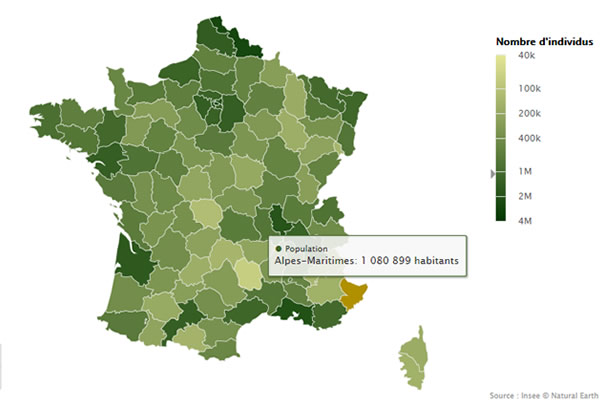 Nombre d'individus
40k
100k
200k
400k
1M
2M
4M
Population
Alpes-Maritimes: 1 080 899 habitants
Source : Insee © Natural Earth